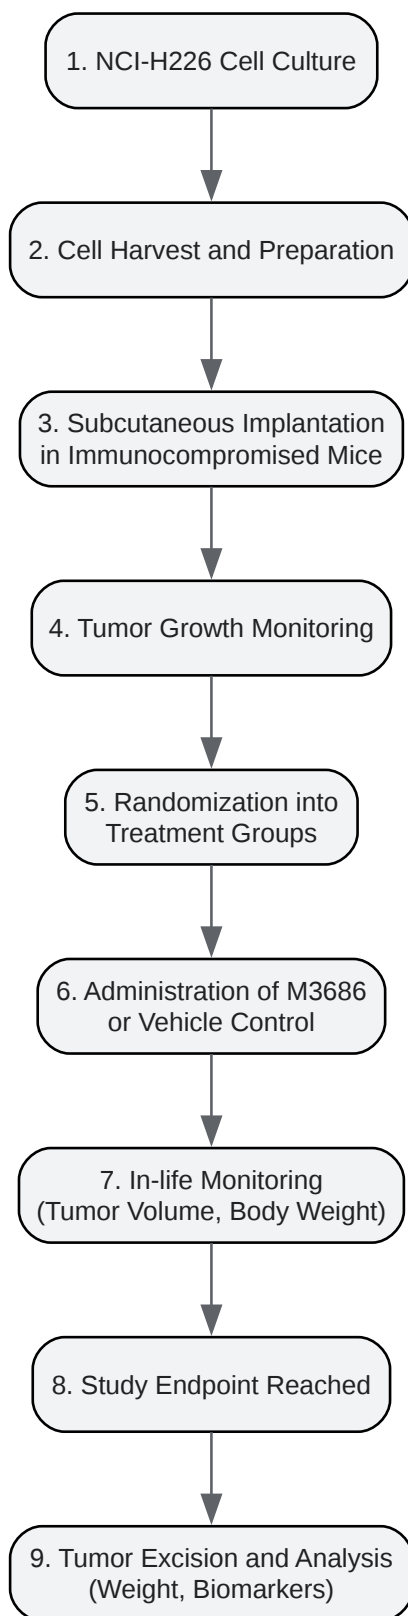 1. NCI-H226 Cell Culture
2. Cell Harvest and Preparation
3. Subcutaneous Implantation
in Immunocompromised Mice
4. Tumor Growth Monitoring
5. Randomization into
Treatment Groups
6. Administration of M3686
or Vehicle Control
7. In-life Monitoring
(Tumor Volume, Body Weight)
8. Study Endpoint Reached
9. Tumor Excision and Analysis
(Weight, Biomarkers)